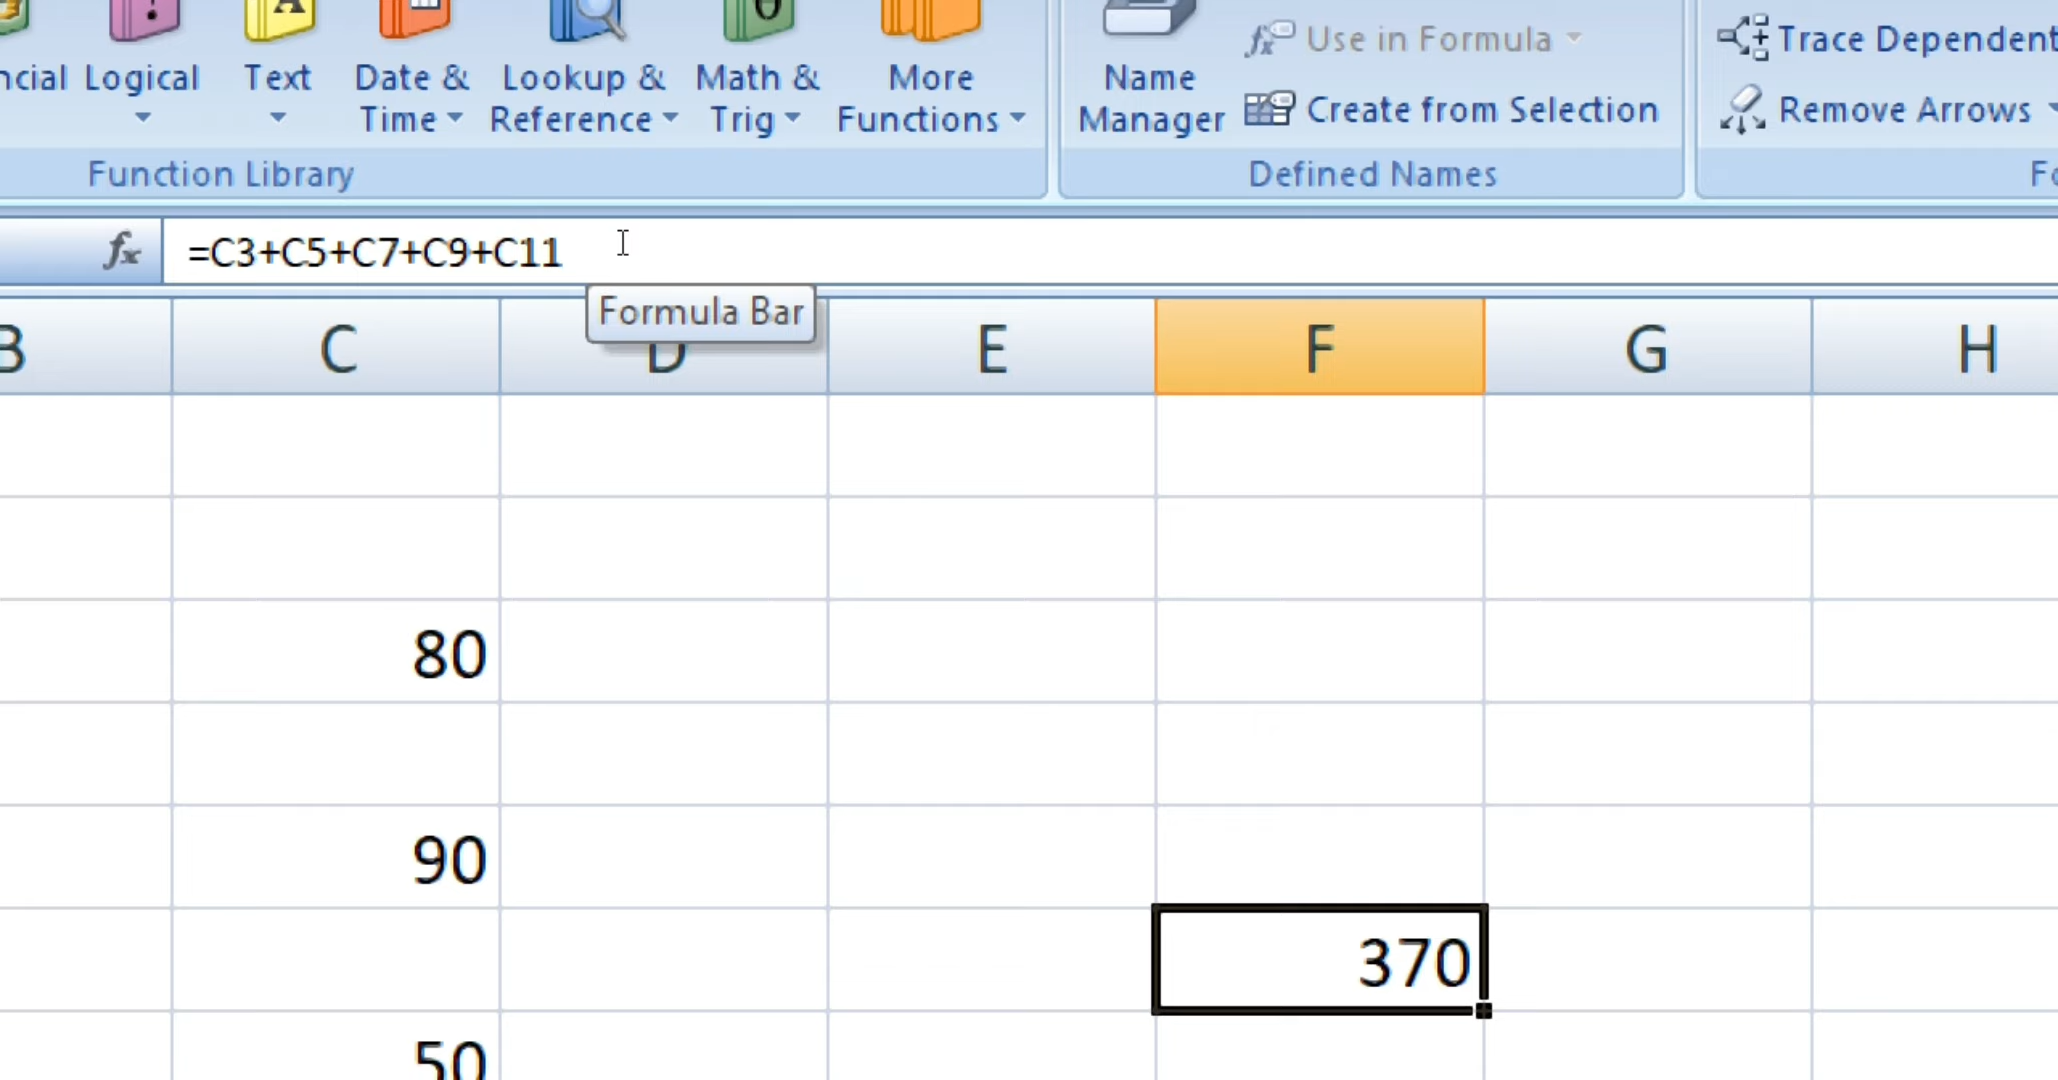 ncial Logical Text Date & Time Lookup & Reference Math & Trig More Functions Name Manager
Use in Formula
Create from Selection
Trace Dependent
Remove Arrows
Function Library
Defined Names
Fo
fx =C3+C5+C7+C9+C11
Formula Bar
B C D E F G H
80
90
370
50